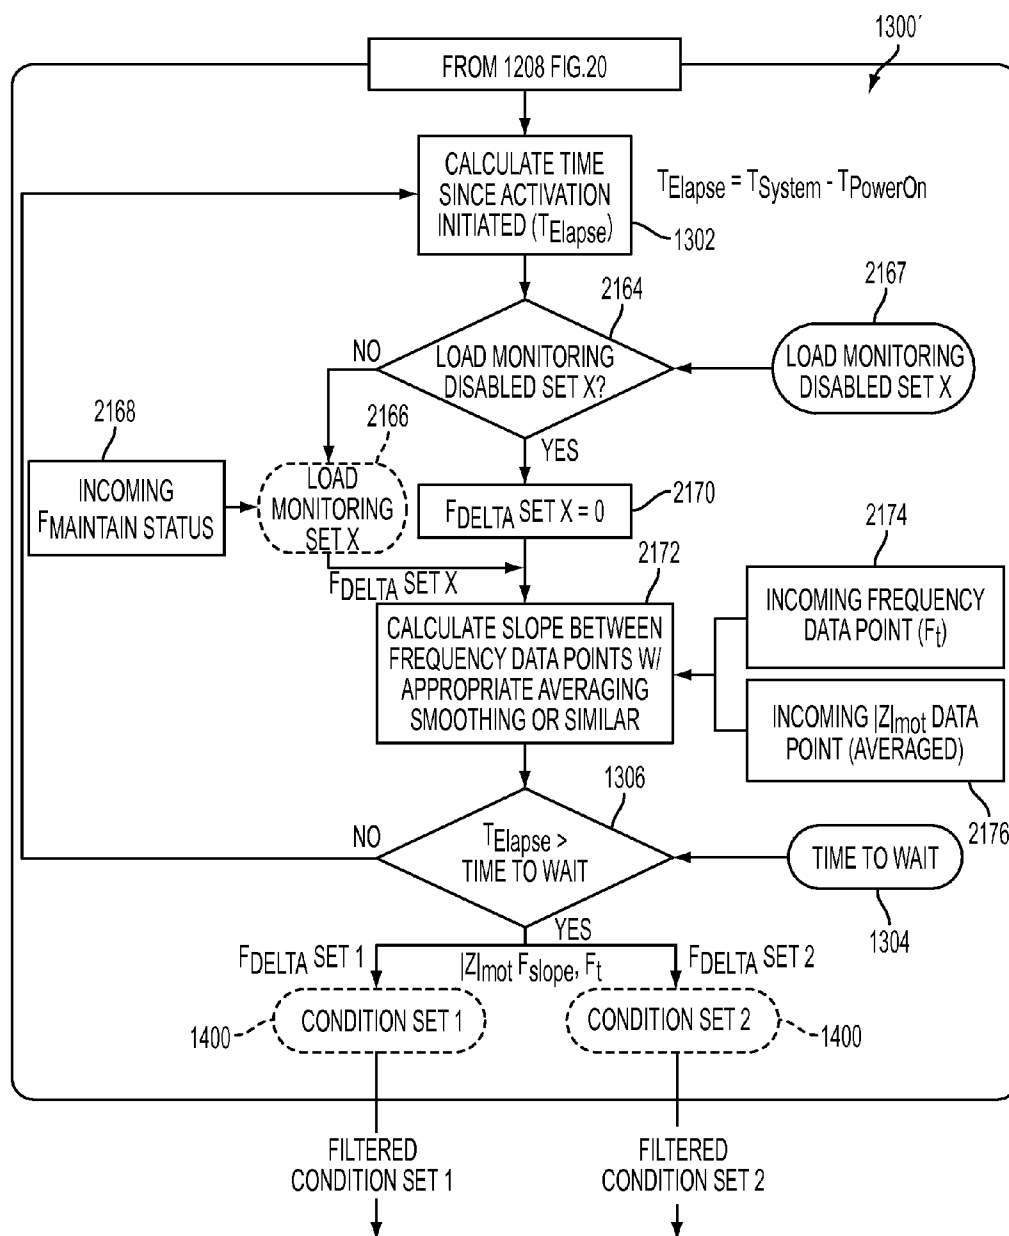 1300'
FROM 1208 FIG.20
CALCULATE TIME
SINCE ACTIVATION
INITIATED (TElapse)
TElapse = TSystem - TPowerOn
1302
2164
2167
NO
LOAD MONITORING
DISABLED SET X?
LOAD MONITORING
DISABLED SET X
2168
2166
YES
INCOMING
FMAINTAIN STATUS
LOAD
MONITORING
SET X
FDELTA SET X = 0
2170
2174
FDELTA SET X
2172
CALCULATE SLOPE BETWEEN
FREQUENCY DATA POINTS W/
APPROPRIATE AVERAGING
SMOOTHING OR SIMILAR
INCOMING FREQUENCY
DATA POINT (Ft)
INCOMING |Z|mot DATA
POINT (AVERAGED)
1306
2176
NO
TElapse >
TIME TO WAIT
TIME TO WAIT
1304
YES
FDELTA SET 1
|Z|mot Fslope, Ft
FDELTA SET 2
1400
CONDITION SET 1
CONDITION SET 2
1400
FILTERED
CONDITION SET 1
FILTERED
CONDITION SET 2